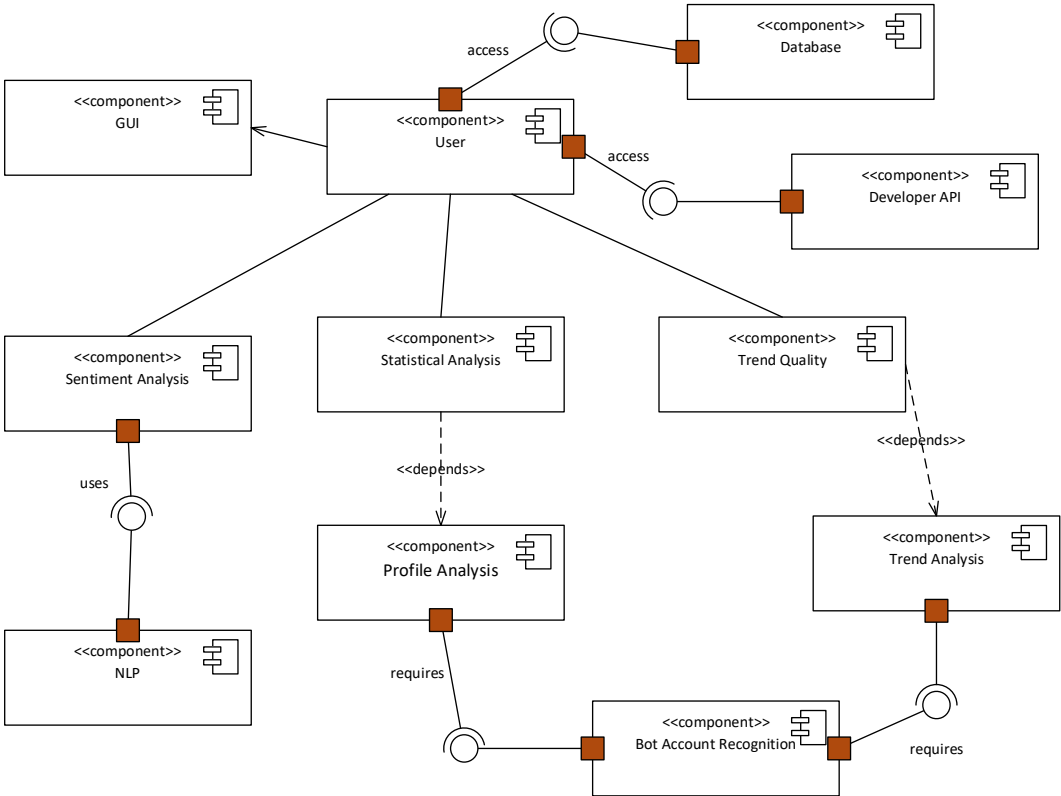 <<component>>
Database
access
<<component>>
GUI
<<component>>
User
access
<<component>>
Developer API
<<component>>
Sentiment Analysis
<<component>>
Statistical Analysis
<<component>>
Trend Quality
<<depends>>
<<depends>>
uses
<<component>>
Profile Analysis
<<component>>
Trend Analysis
<<component>>
NLP
requires
<<component>>
Bot Account Recognition
requires